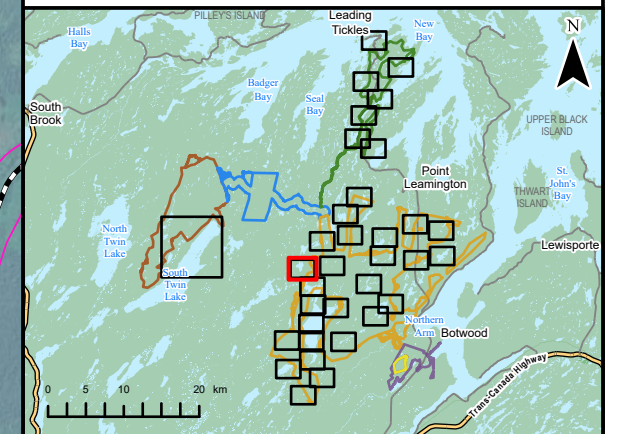 PILLEY'S ISLAND
Leading
Tickles
New
Bay
N
Halls
Bay
Badger
Bay
Seal
Bay
South
Brook
UPPER BLACK
ISLAND
Point
Leamington
St.
John's
Bay
THWART
ISLAND
North
Twin
Lake
Lewisporte
South
Twin
Lake
Northern
Arm
Botwood
0 5 10 20 km
Trans-Canada Highway